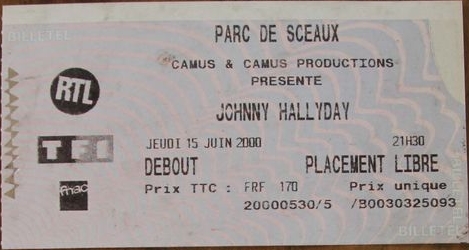 BILLETEL
PARC DE SCEAUX
CAMUS & CAMUS PRODUCTIONS
PRESENTE
RTL
JOHNNY HALLYDAY
JEUDI 15 JUIN 2000 21H30
TF1
DEBOUT PLACEMENT LIBRE
fnac
Prix TTC : FRF 170 Prix unique
20000530/5 /B0030325093
BILLETEL